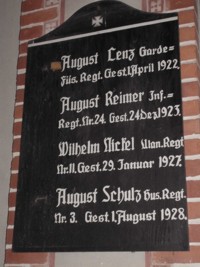 August Lenz Garde=
Füs. Regt. Gest. 1. April 1922.
August Reimer Inf.=
Regt. Nr. 24. Gest. 24. Dez. 1923.
Wilhelm Nickel Ulan. Regt.
Nr. 11. Gest. 29. Januar 1927.
August Schulz Hus. Regt.
Nr. 3. Gest. 1. August 1928.